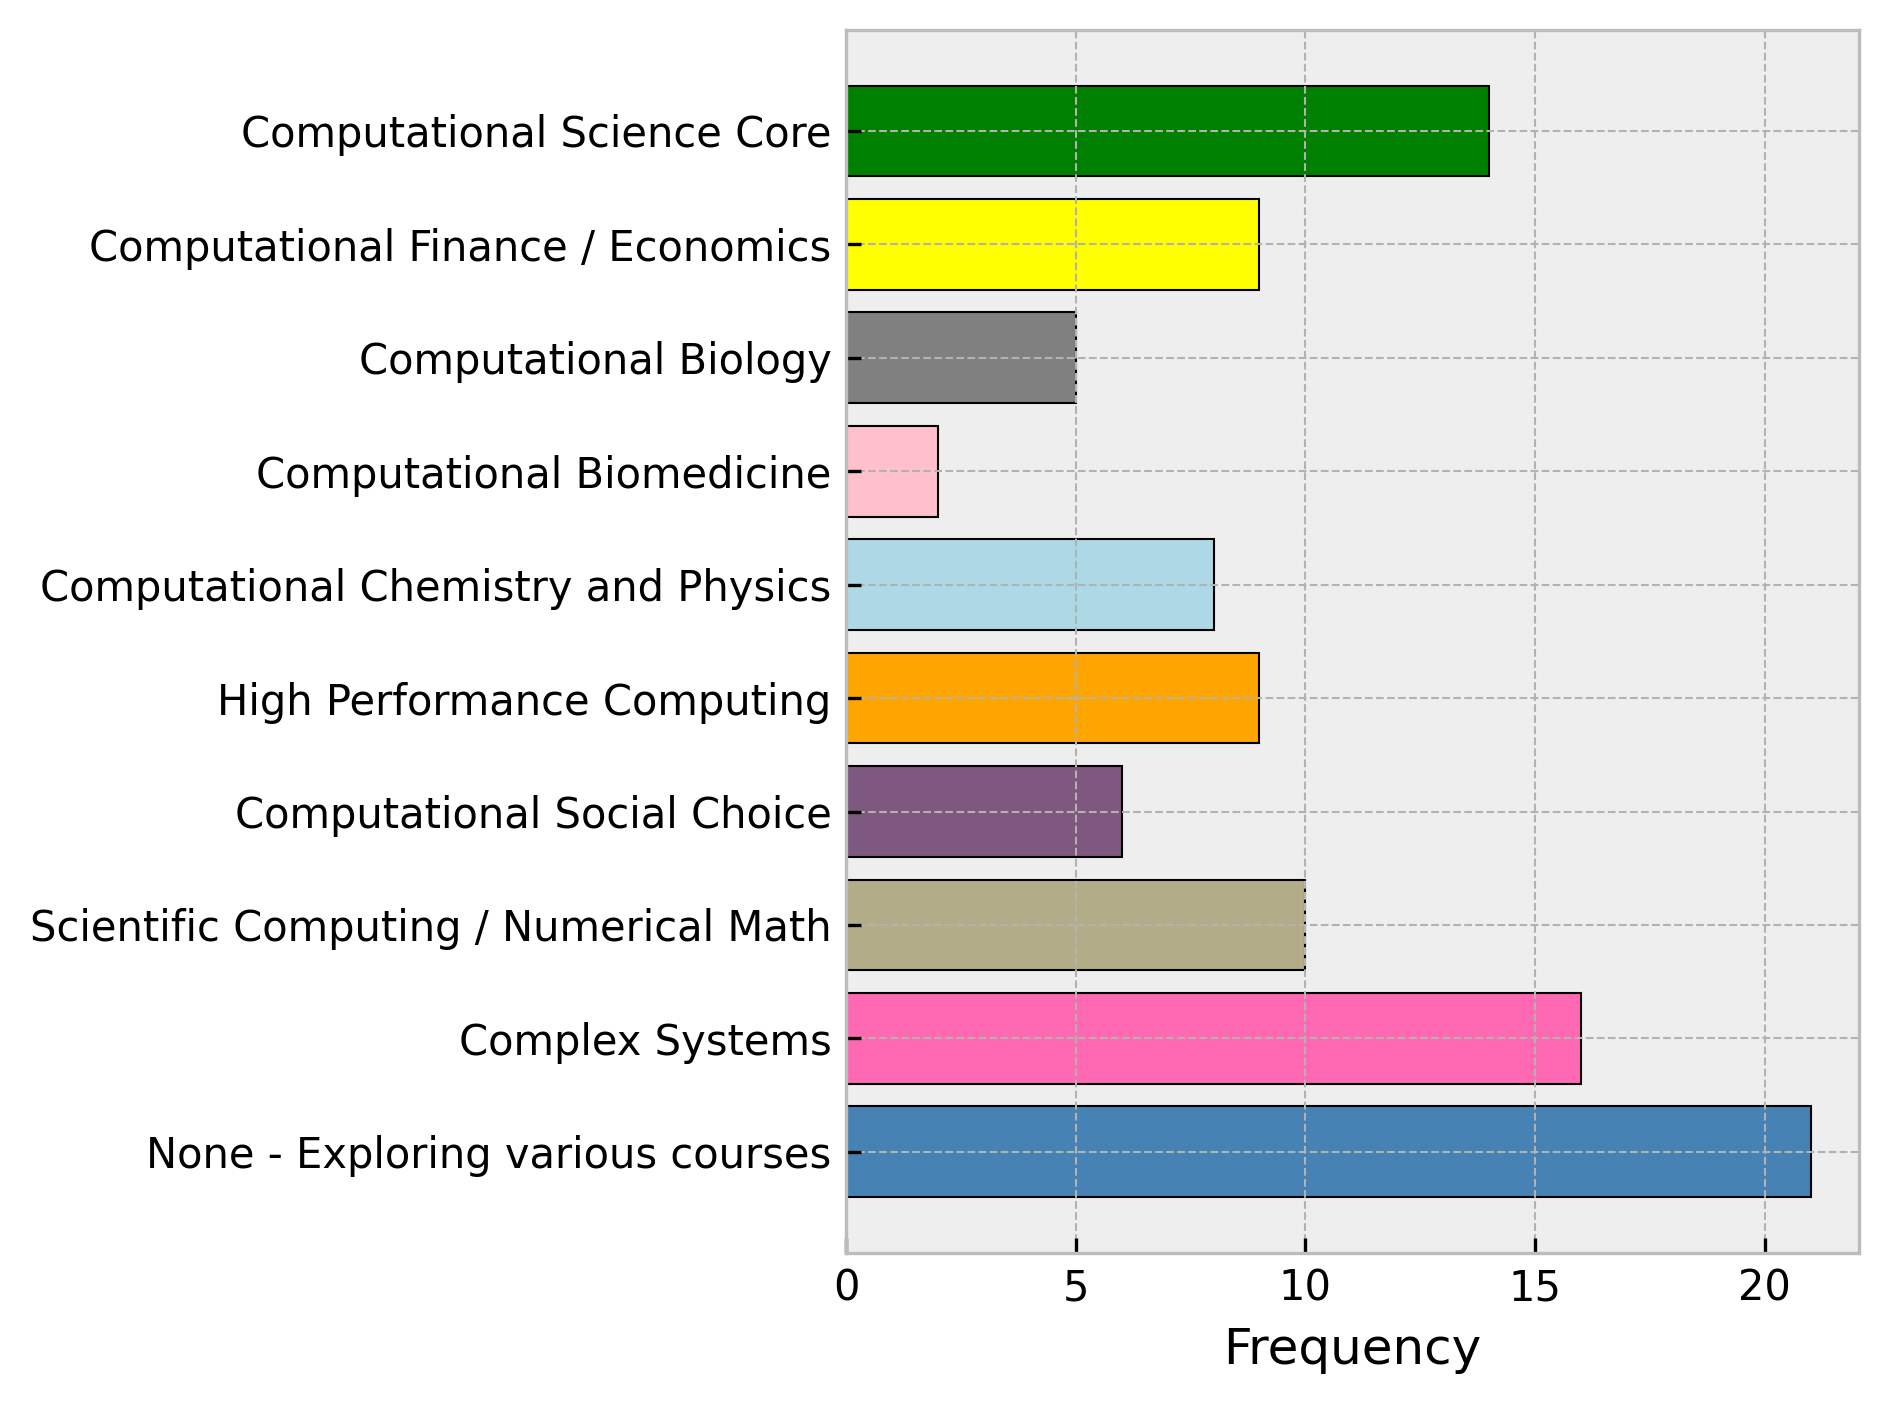 Computational Science Core
Computational Finance / Economics
Computational Biology
Computational Biomedicine
Computational Chemistry and Physics
High Performance Computing
Computational Social Choice
Scientific Computing / Numerical Math
Complex Systems
None - Exploring various courses
0 5 10 15 20
Frequency